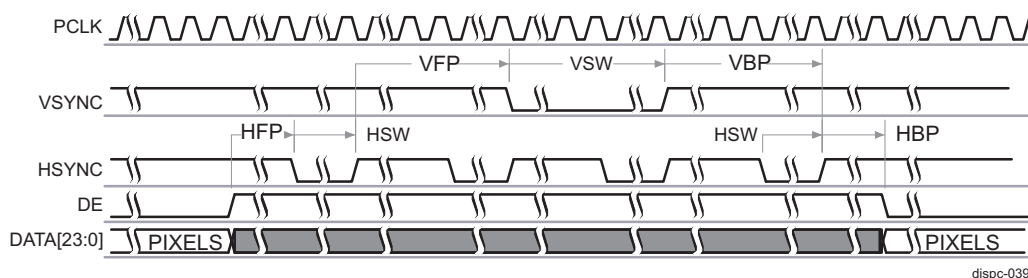 PCLK
VFP VSW VBP
VSYNC
HFP HSW HSW HBP
HSYNC
DE
DATA[23:0] PIXELS PIXELS
dispc-039